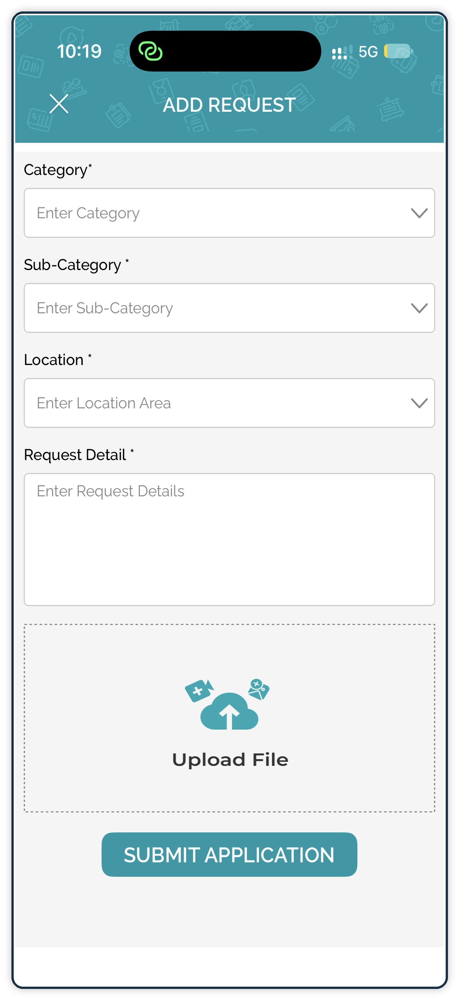 10:19
5G
ADD REQUEST
Category*
Enter Category
Sub-Category *
Enter Sub-Category
Location *
Enter Location Area
Request Detail *
Enter Request Details
Upload File
SUBMIT APPLICATION